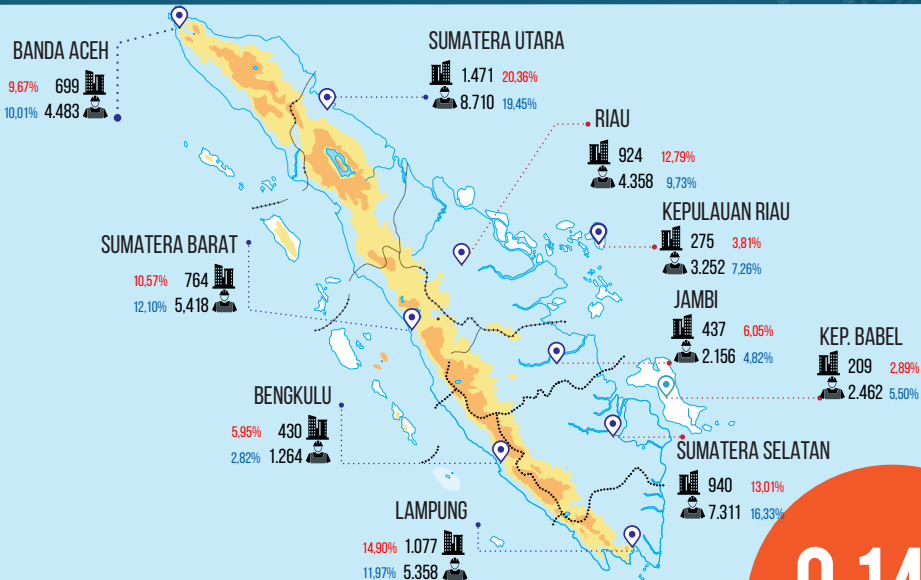 BANDA ACEH
9,67% 699
10,01% 4.483
SUMATERA UTARA
1.471 20,36%
8.710 19,45%
RIAU
924 12,79%
4.358 9,73%
KEPULAUAN RIAU
275 3,81%
3.252 7,26%
SUMATERA BARAT
10,57% 764
12,10% 5,418
JAMBI
437 6,05%
2.156 4,82%
KEP. BABEL
209 2,89%
2.462 5,50%
BENGKULU
5,95% 430
2,82% 1.264
SUMATERA SELATAN
940 13,01%
7.311 16,33%
LAMPUNG
14,90% 1.077
11,97% 5.358